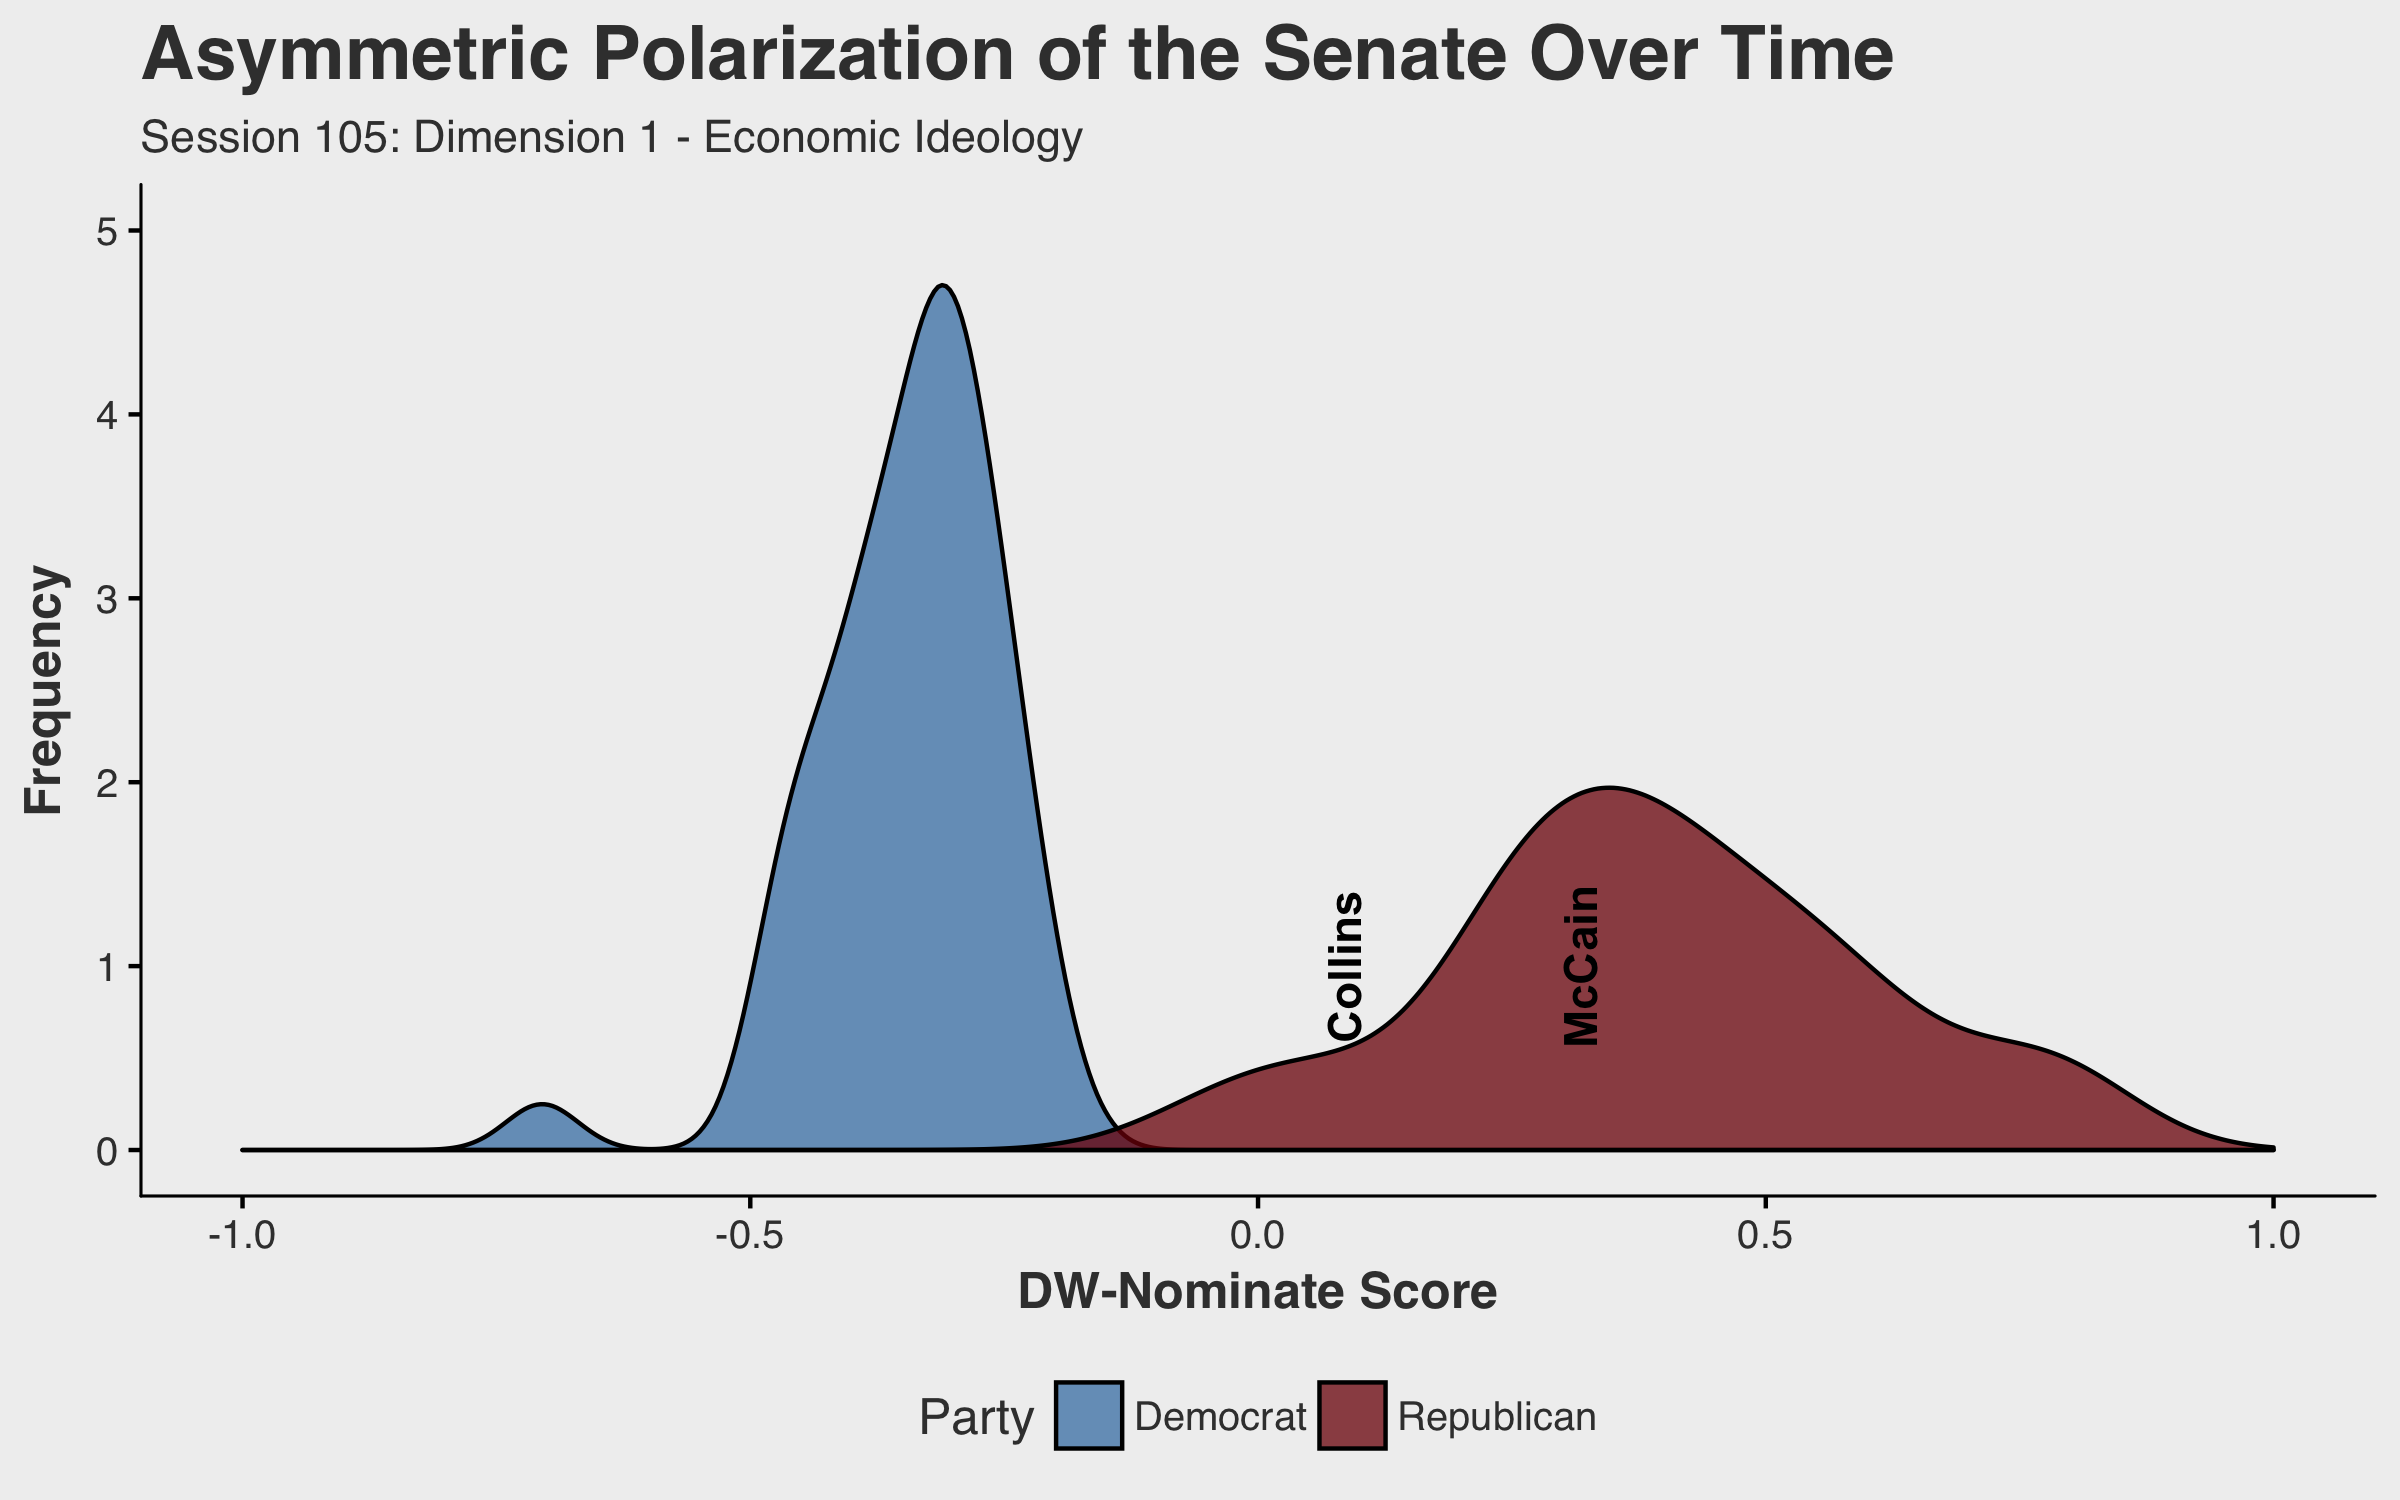 Asymmetric Polarization of the Senate Over Time
Session 105: Dimension 1 - Economic Ideology
Frequency
5
4
3
2
1
0
Collins
McCain
-1.0 -0.5 0.0 0.5 1.0
DW-Nominate Score
Party Democrat Republican